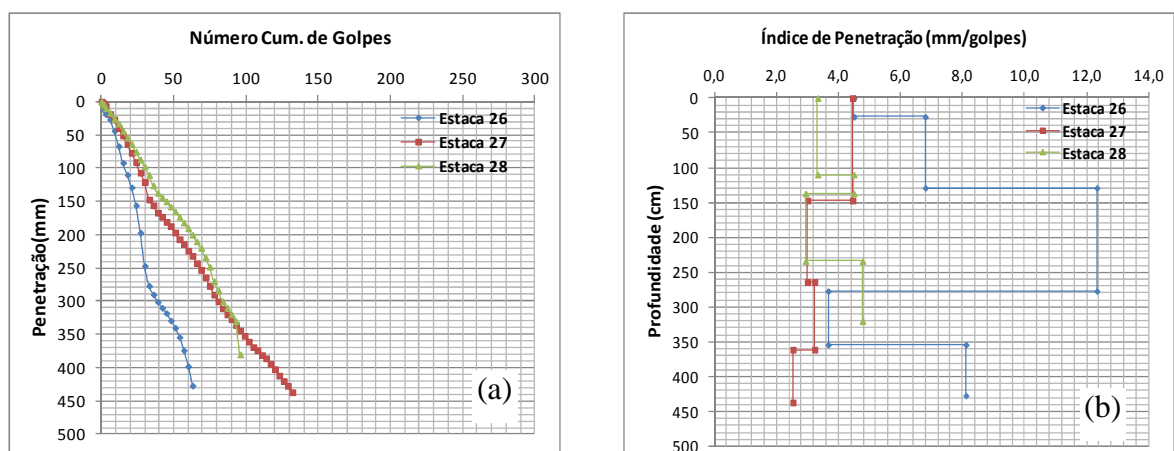 Número Cum. de Golpes
0 50 100 150 200 250 300
0
50
100
150
200
250
300
350
400
450
500
Penetração(mm)
Estaca 26
Estaca 27
Estaca 28
(a)
Índice de Penetração (mm/golpes)
0,0 2,0 4,0 6,0 8,0 10,0 12,0 14,0
0
50
100
150
200
250
300
350
400
450
500
Profundidade (cm)
Estaca 26
Estaca 27
Estaca 28
(b)